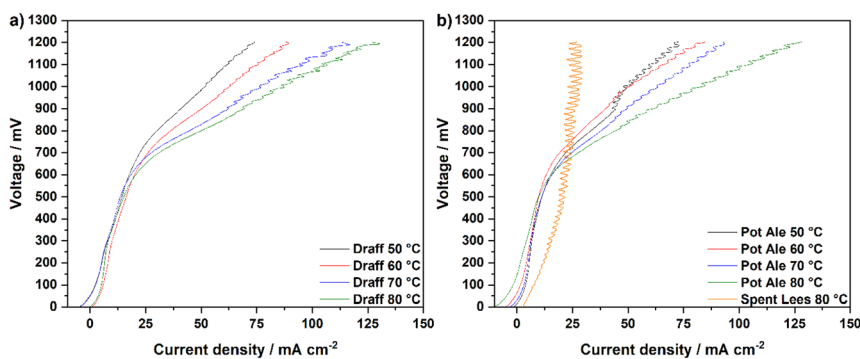 a)
1300
1200
1100
1000
900
800
700
600
500
400
300
200
100
0
Voltage / mV
0 25 50 75 100 125 150
Current density / mA cm⁻²
Draff 50 °C
Draff 60 °C
Draff 70 °C
Draff 80 °C
b)
1300
1200
1100
1000
900
800
700
600
500
400
300
200
100
0
Voltage / mV
0 25 50 75 100 125 150
Current density / mA cm⁻²
Pot Ale 50 °C
Pot Ale 60 °C
Pot Ale 70 °C
Pot Ale 80 °C
Spent Lees 80 °C